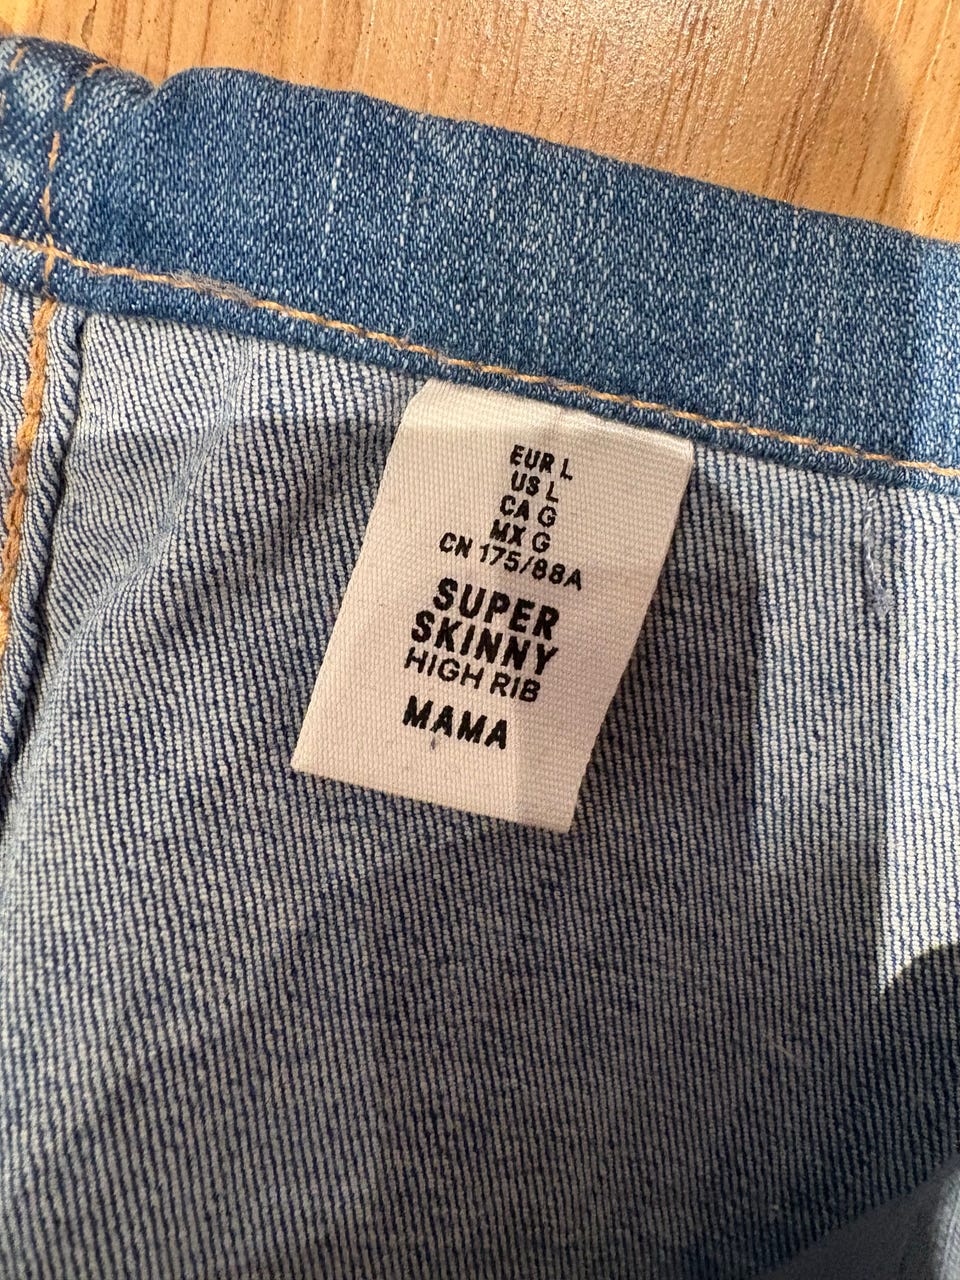 EUR L
US L
CA G
MX G
CN 175/88A
SUPER
SKINNY
HIGH RIB
MAMA